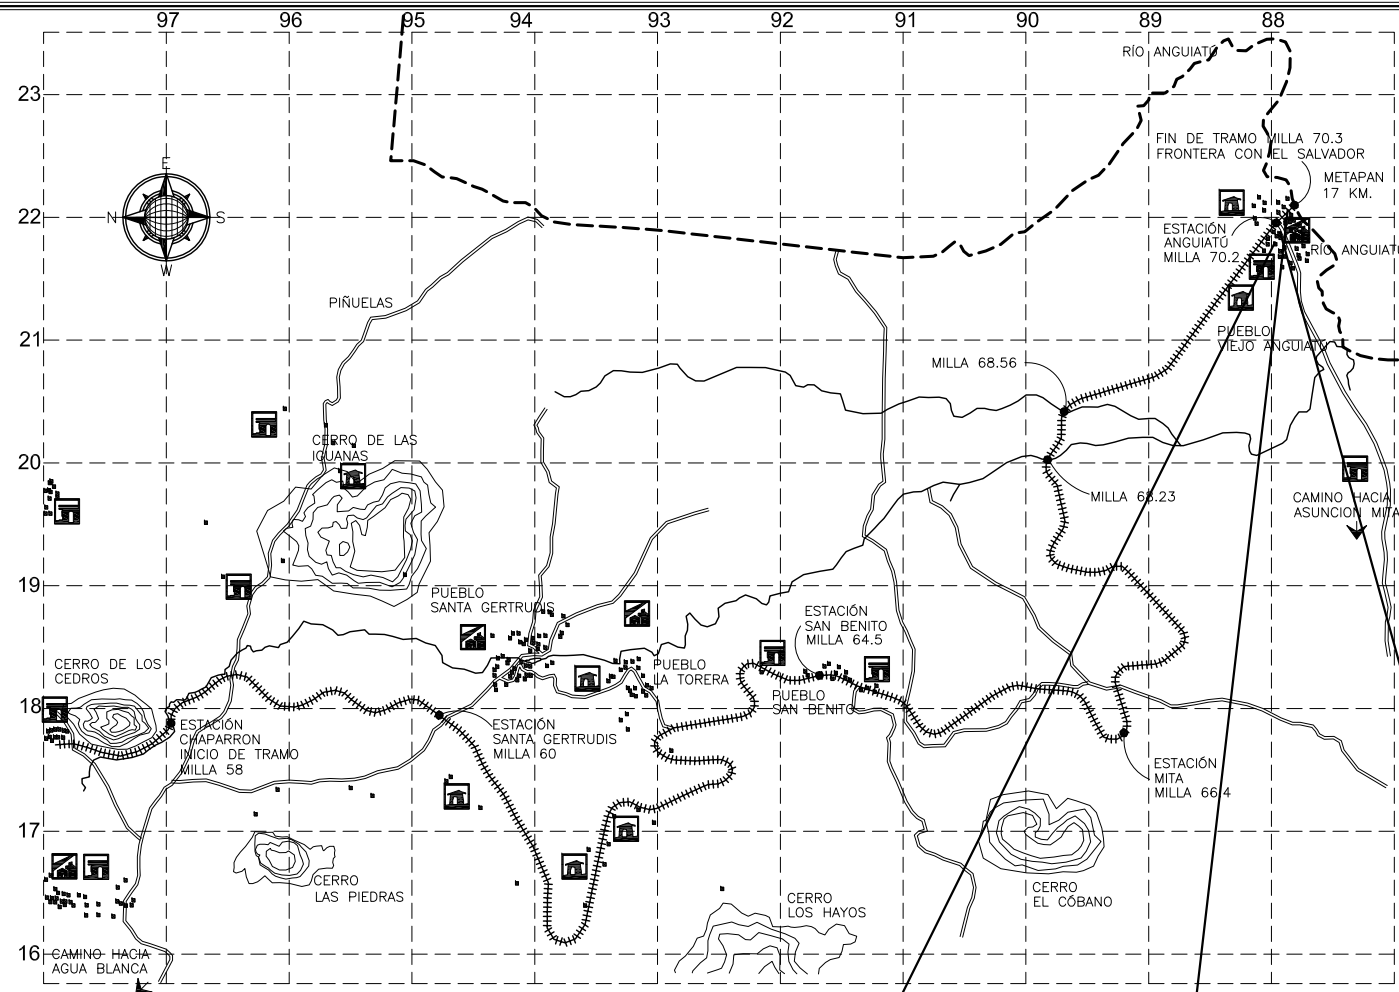 97 96 95 94 93 92 91 90 89 88
RÍO ANGUIATÚ
23
FIN DE TRAMO MILLA 70.3
FRONTERA CON EL SALVADOR
METAPAN
17 KM.
E
N S
W
22
ESTACIÓN
ANGUIATÚ
MILLA 70.2
RÍO ANGUIATÚ
PIÑUELAS
21
PUEBLO
VIEJO ANGUIATÚ
MILLA 68.56
CERRO DE LAS
IGUANAS
20
MILLA 68.23
CAMINO HACIA
ASUNCION MITA
19
PUEBLO
SANTA GERTRUDIS
ESTACIÓN
SAN BENITO
MILLA 64.5
CERRO DE LOS
CEDROS
PUEBLO
LA TORERA
PUEBLO
SAN BENITO
18
ESTACIÓN
CHAPARRON
INICIO DE TRAMO
MILLA 58
ESTACIÓN
SANTA GERTRUDIS
MILLA 60
ESTACIÓN
MITA
MILLA 66.4
17
CERRO
LAS PIEDRAS
CERRO
LOS HAYOS
CERRO
EL CÓBANO
16
CAMINO HACIA
AGUA BLANCA